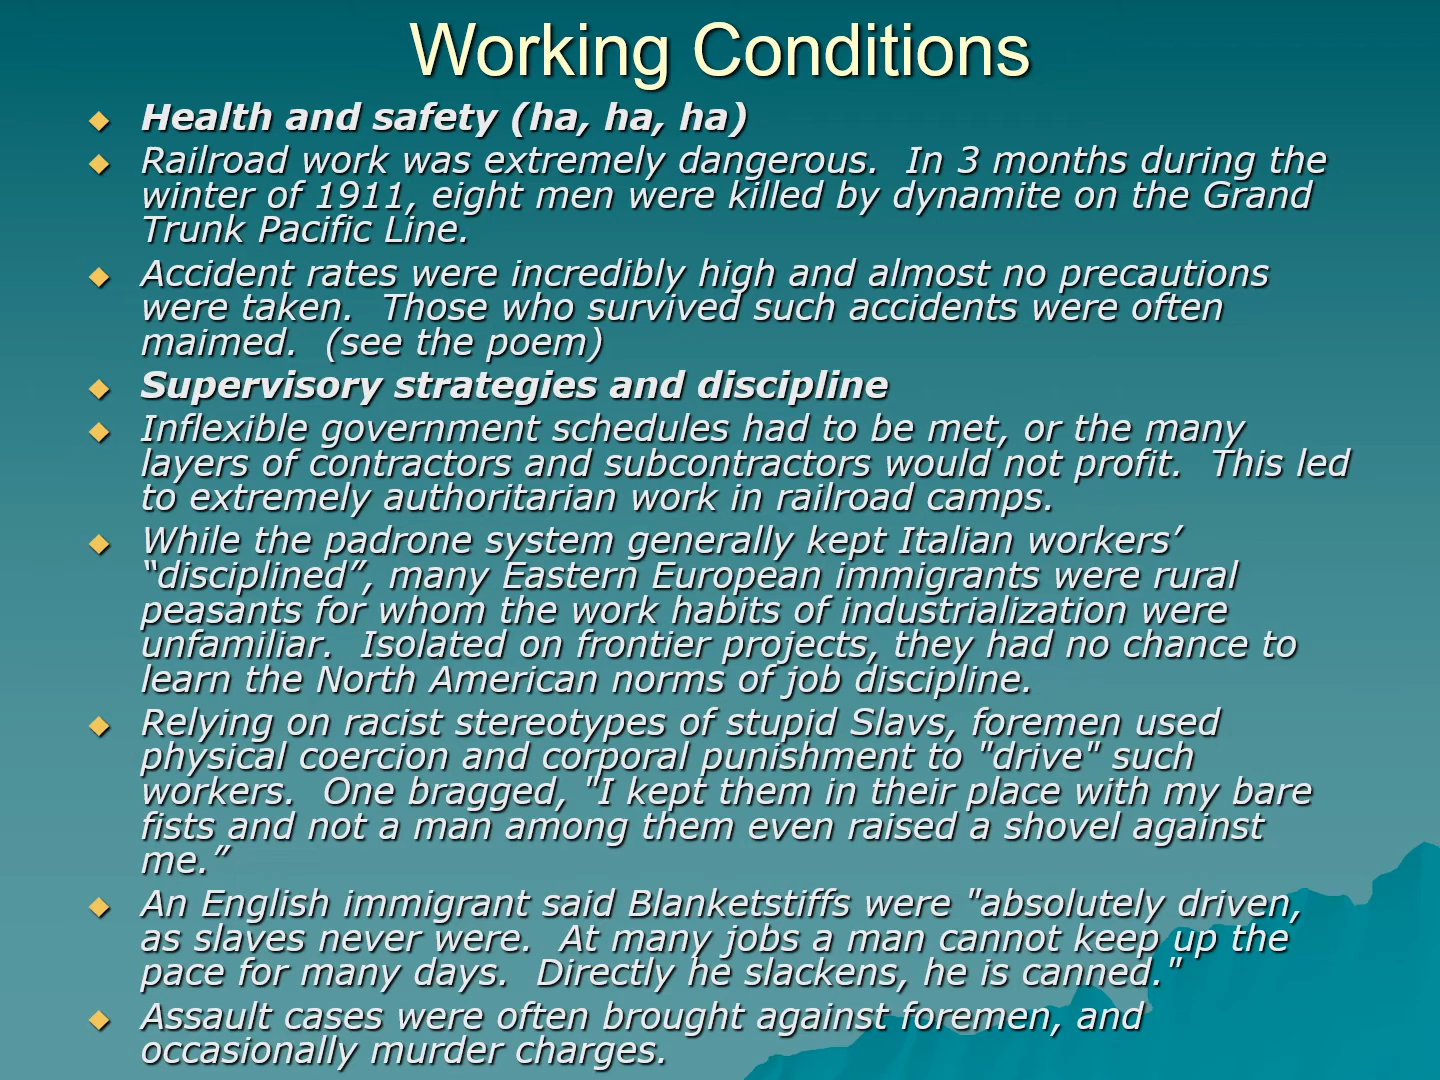 Working Conditions
Health and safety (ha, ha, ha)
Railroad work was extremely dangerous.  In 3 months during the
winter of 1911, eight men were killed by dynamite on the Grand
Trunk Pacific Line.
Accident rates were incredibly high and almost no precautions
were taken.  Those who survived such accidents were often
maimed.  (see the poem)
Supervisory strategies and discipline
Inflexible government schedules had to be met, or the many
layers of contractors and subcontractors would not profit.  This led
to extremely authoritarian work in railroad camps.
While the padrone system generally kept Italian workers’
“disciplined”, many Eastern European immigrants were rural
peasants for whom the work habits of industrialization were
unfamiliar.  Isolated on frontier projects, they had no chance to
learn the North American norms of job discipline.
Relying on racist stereotypes of stupid Slavs, foremen used
physical coercion and corporal punishment to "drive" such
workers.  One bragged, "I kept them in their place with my bare
fists and not a man among them even raised a shovel against
me.”
An English immigrant said Blanketstiffs were "absolutely driven,
as slaves never were.  At many jobs a man cannot keep up the
pace for many days.  Directly he slackens, he is canned."
Assault cases were often brought against foremen, and
occasionally murder charges.